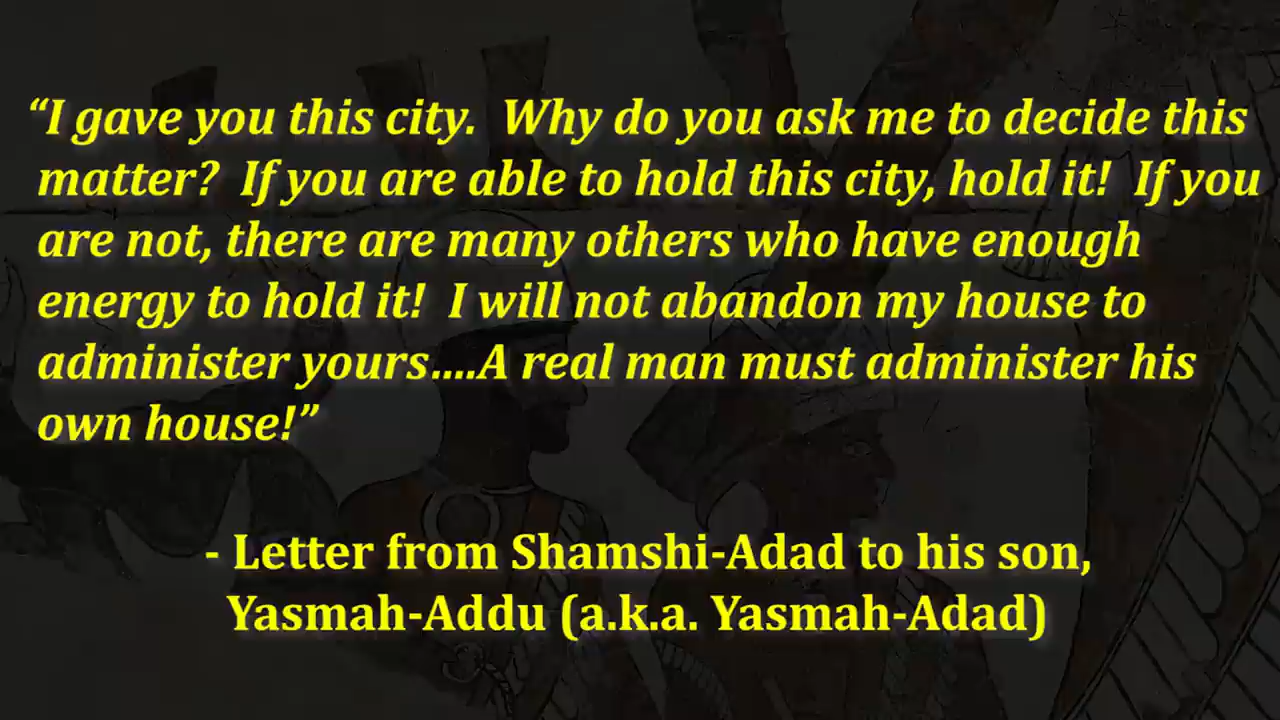 “I gave you this city.  Why do you ask me to decide this
matter?  If you are able to hold this city, hold it!  If you
are not, there are many others who have enough
energy to hold it!  I will not abandon my house to
administer yours….A real man must administer his
own house!”
- Letter from Shamshi-Adad to his son,
Yasmah-Addu (a.k.a. Yasmah-Adad)